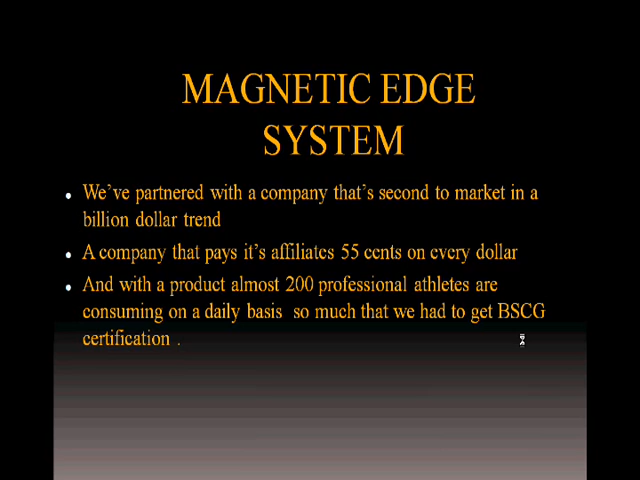 MAGNETIC EDGE
SYSTEM
• We've partnered with a company that's second to market in a
billion dollar trend
• A company that pays it's affiliates 55 cents on every dollar
• And with a product almost 200 professional athletes are
consuming on a daily basis  so much that we had to get BSCG
certification .